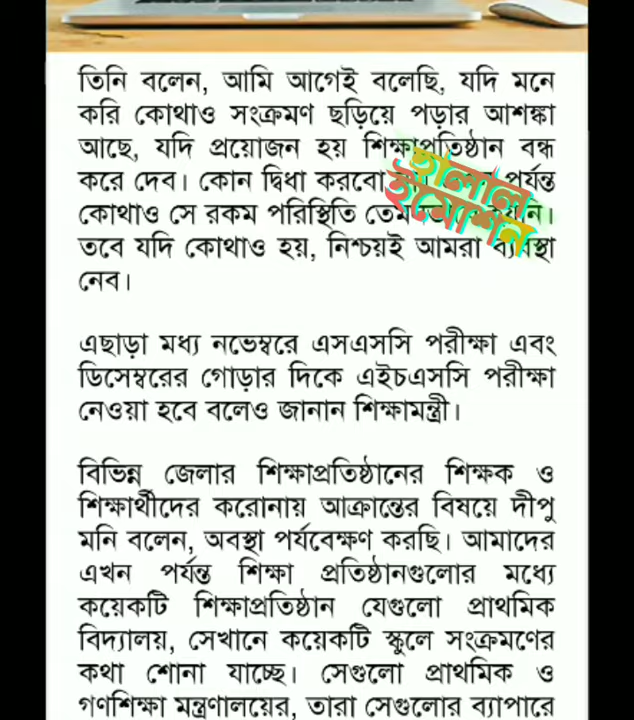 তিনি বলেন, আমি আগেই বলেছি, যদি মনে
করি কোথাও সংক্রমণ ছড়িয়ে পড়ার আশঙ্কা
আছে, যদি প্রয়োজন হয় শিক্ষাপ্রতিষ্ঠান বন্ধ
করে দেব। কোন দ্বিধা করবো পর্যন্ত
হালাল
ইমোশন
কোথাও সে রকম পরিস্থিতি
তবে যদি কোথাও হয়, নিশ্চয়ই আমরা ব্যবস্থা
নেব।
এছাড়া মধ্য নভেম্বরে এসএসসি পরীক্ষা এবং
ডিসেম্বরের গোড়ার দিকে এইচএসসি পরীক্ষা
নেওয়া হবে বলেও জানান শিক্ষামন্ত্রী।
বিভিন্ন জেলার শিক্ষাপ্রতিষ্ঠানের শিক্ষক ও
শিক্ষার্থীদের করোনায় আক্রান্তের বিষয়ে দীপু
মনি বলেন, অবস্থা পর্যবেক্ষণ করছি। আমাদের
এখন পর্যন্ত শিক্ষা প্রতিষ্ঠানগুলোর মধ্যে
কয়েকটি শিক্ষাপ্রতিষ্ঠান যেগুলো প্রাথমিক
বিদ্যালয়, সেখানে কয়েকটি স্কুলে সংক্রমণের
কথা শোনা যাচ্ছে। সেগুলো প্রাথমিক ও
গণশিক্ষা মন্ত্রণালয়ের, তারা সেগুলোর ব্যাপারে